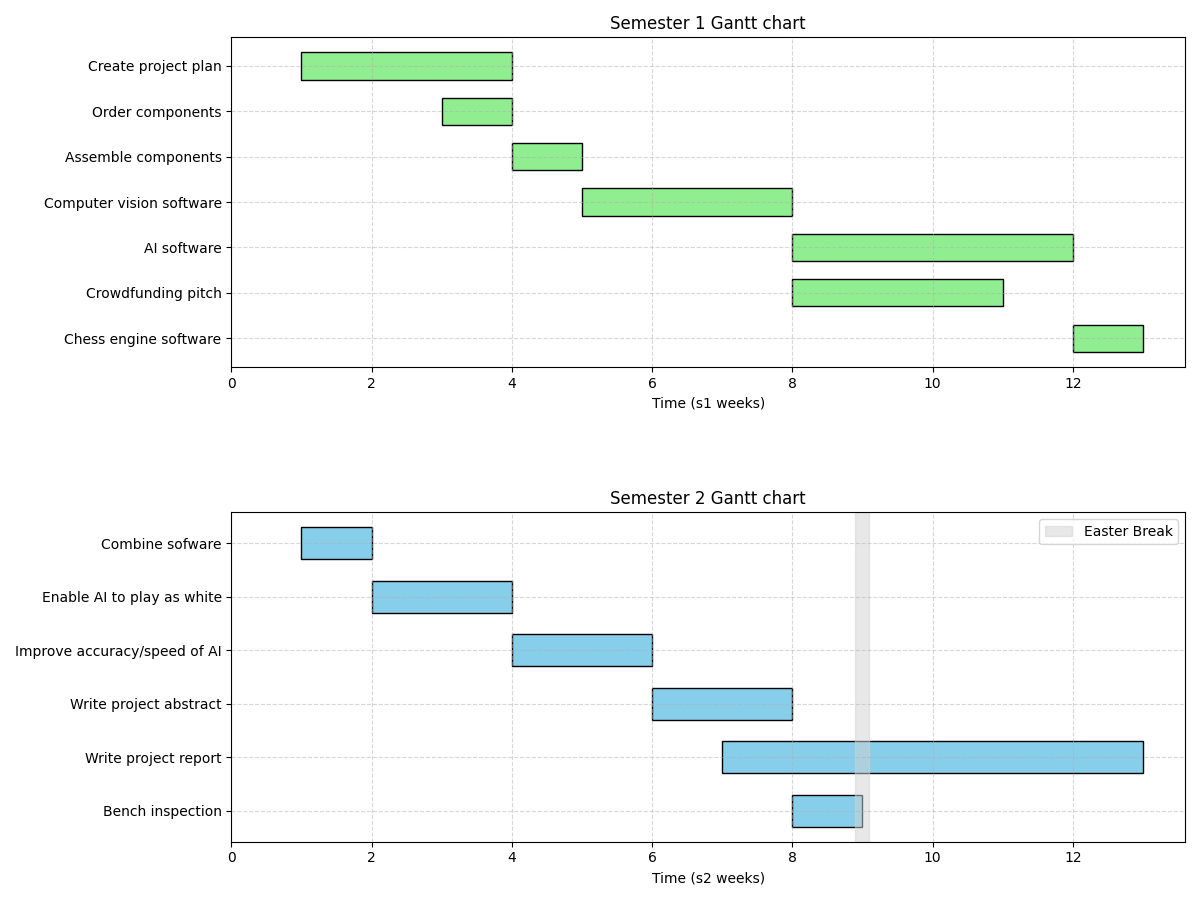 Semester 1 Gantt chart
Create project plan
Order components
Assemble components
Computer vision software
AI software
Crowdfunding pitch
Chess engine software
0 2 4 6 8 10 12
Time (s1 weeks)
Semester 2 Gantt chart
Easter Break
Combine sofware
Enable AI to play as white
Improve accuracy/speed of AI
Write project abstract
Write project report
Bench inspection
0 2 4 6 8 10 12
Time (s2 weeks)